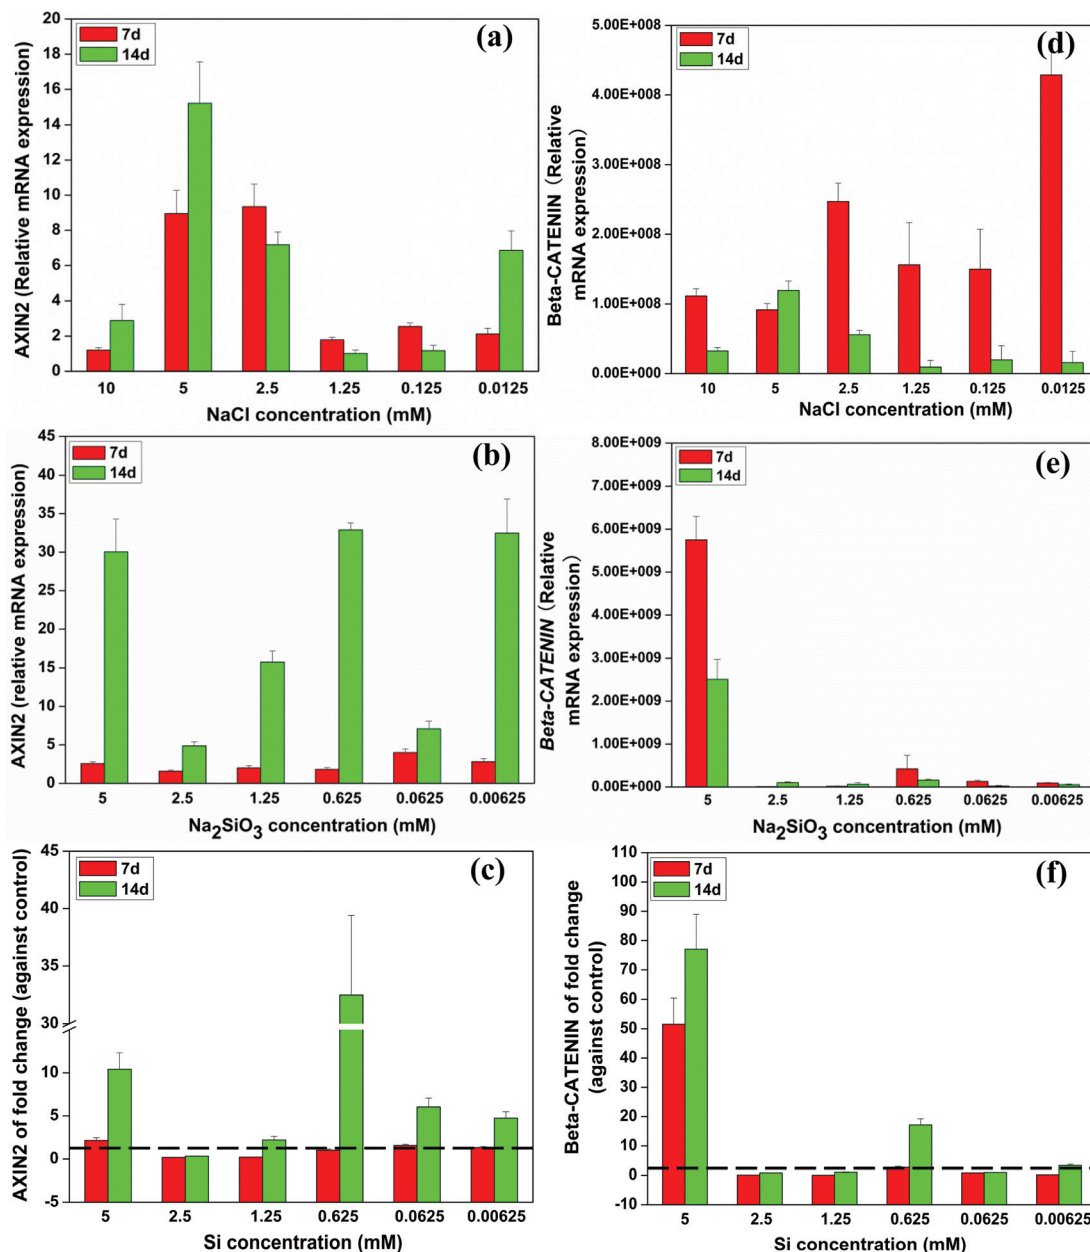 (a)
7d
14d
AXIN2 (Relative mRNA expression)
20
18
16
14
12
10
8
6
4
2
0
10 5 2.5 1.25 0.125 0.0125
NaCl concentration (mM)
(d)
7d
14d
Beta-CATENIN (Relative
mRNA expression)
5.00E+008
4.00E+008
3.00E+008
2.00E+008
1.00E+008
0.00E+000
10 5 2.5 1.25 0.125 0.0125
NaCl concentration (mM)
(b)
7d
14d
AXIN2 (relative mRNA expression)
45
40
35
30
25
20
15
10
5
0
5 2.5 1.25 0.625 0.0625 0.00625
Na2SiO3 concentration (mM)
(e)
7d
14d
Beta-CATENIN (Relative
mRNA expression)
8.00E+009
7.00E+009
6.00E+009
5.00E+009
4.00E+009
3.00E+009
2.00E+009
1.00E+009
0.00E+000
5 2.5 1.25 0.625 0.0625 0.00625
Na2SiO3 concentration (mM)
(c)
7d
14d
AXIN2 of fold change (against control)
45
40
35
30
10
5
0
-5
5 2.5 1.25 0.625 0.0625 0.00625
Si concentration (mM)
(f)
7d
14d
Beta-CATENIN of fold change
(against control)
110
100
90
80
70
60
50
40
30
20
10
0
-10
5 2.5 1.25 0.625 0.0625 0.00625
Si concentration (mM)